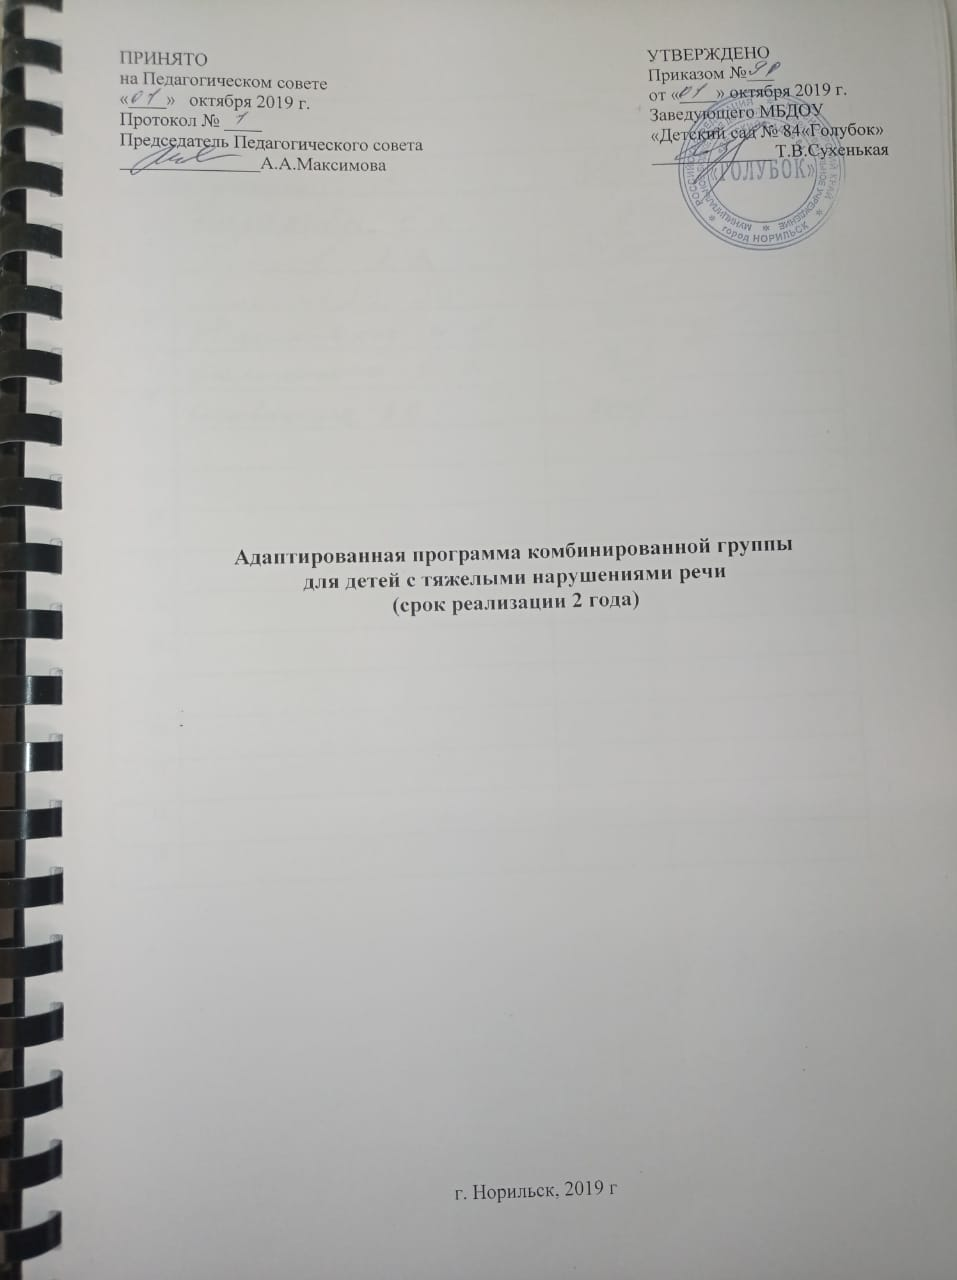 ПРИНЯТО
на Педагогическом совете
«01» октября 2019 г.
Протокол № 1
Председатель Педагогического совета
А.А.Максимова
УТВЕРЖДЕНО
Приказом №
от «01» октября 2019 г.
Заведующего МБДОУ
«Детский сад № 84«Голубок»
Т.В.Сухенькая
«ГОЛУБОК»
город НОРИЛЬСК
Адаптированная программа комбинированной группы
для детей с тяжелыми нарушениями речи
(срок реализации 2 года)
г. Норильск, 2019 г